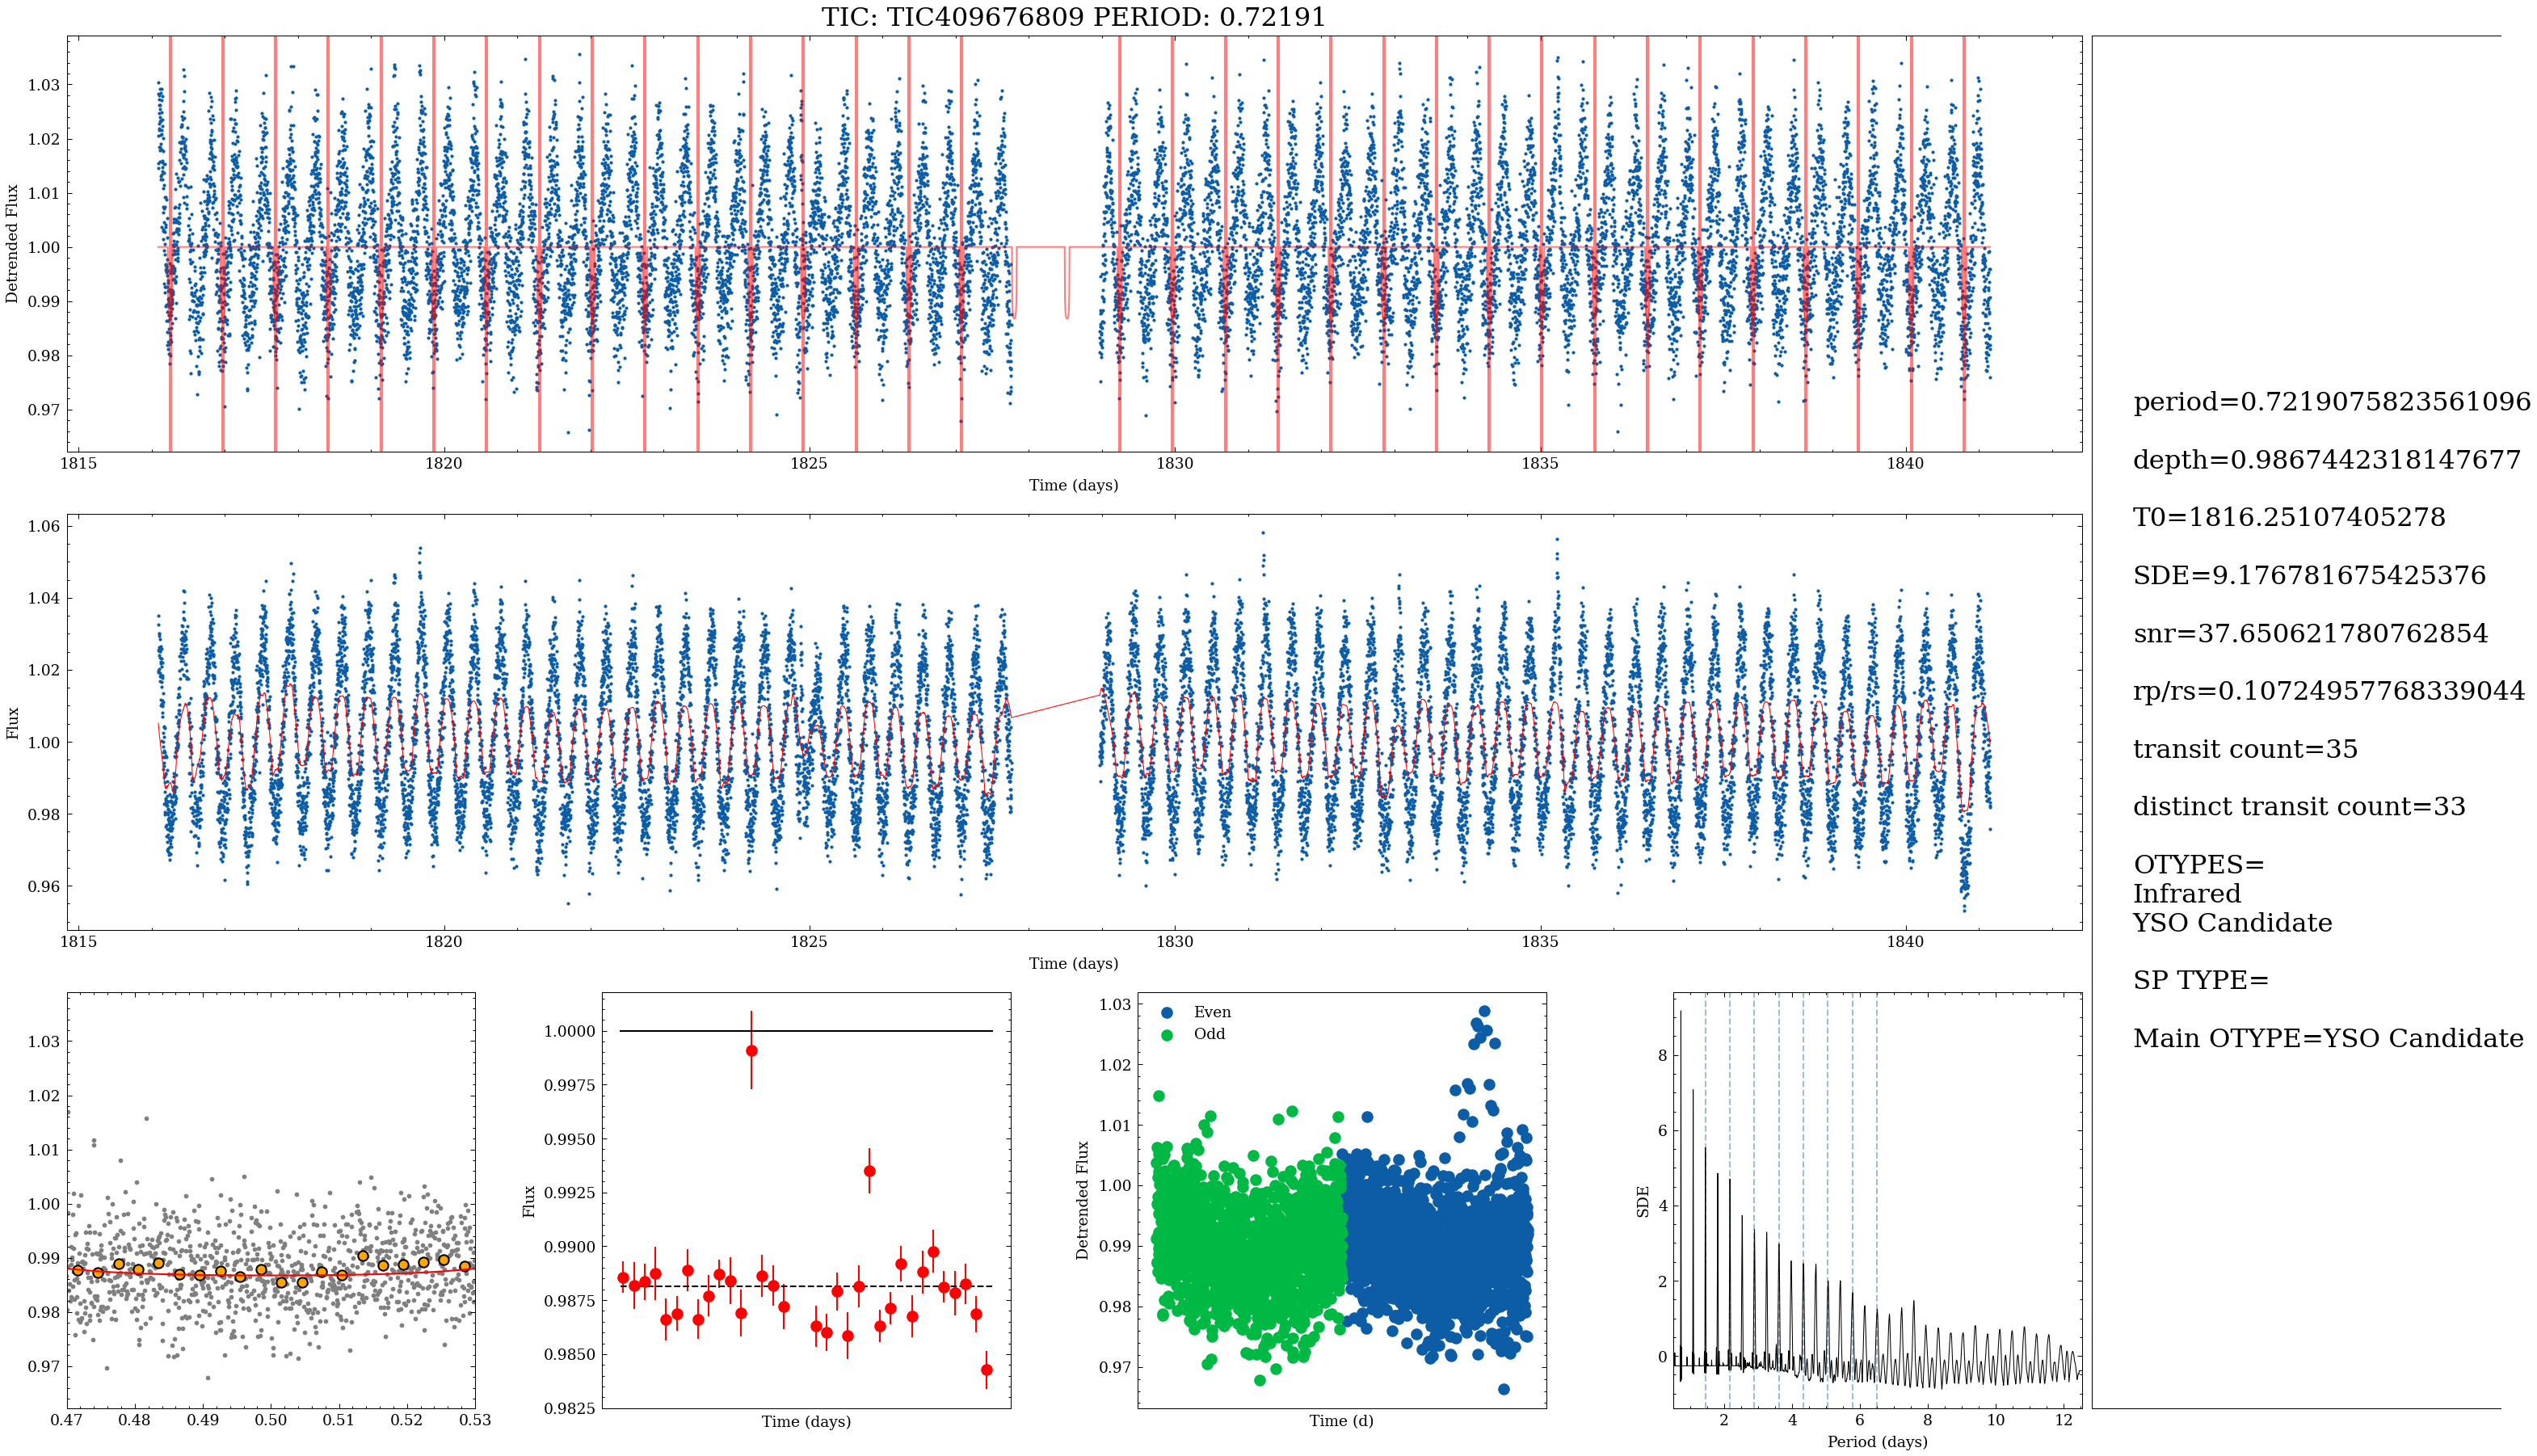 TIC: TIC409676809 PERIOD: 0.72191
Detrended Flux
1.03
1.02
1.01
1.00
0.99
0.98
0.97
1815 1820 1825 1830 1835 1840
Time (days)
Flux
1.06
1.04
1.02
1.00
0.98
0.96
1815 1820 1825 1830 1835 1840
Time (days)
1.03
1.02
1.01
1.00
0.99
0.98
0.97
0.47 0.48 0.49 0.50 0.51 0.52 0.53
Flux
1.0000
0.9975
0.9950
0.9925
0.9900
0.9875
0.9850
0.9825
Time (days)
Detrended Flux
1.03
1.02
1.01
1.00
0.99
0.98
0.97
Even
Odd
Time (d)
SDE
8
6
4
2
0
2 4 6 8 10 12
Period (days)
period=0.7219075823561096
depth=0.9867442318147677
T0=1816.25107405278
SDE=9.176781675425376
snr=37.650621780762854
rp/rs=0.10724957768339044
transit count=35
distinct transit count=33
OTYPES=
Infrared
YSO Candidate
SP TYPE=
Main OTYPE=YSO Candidate